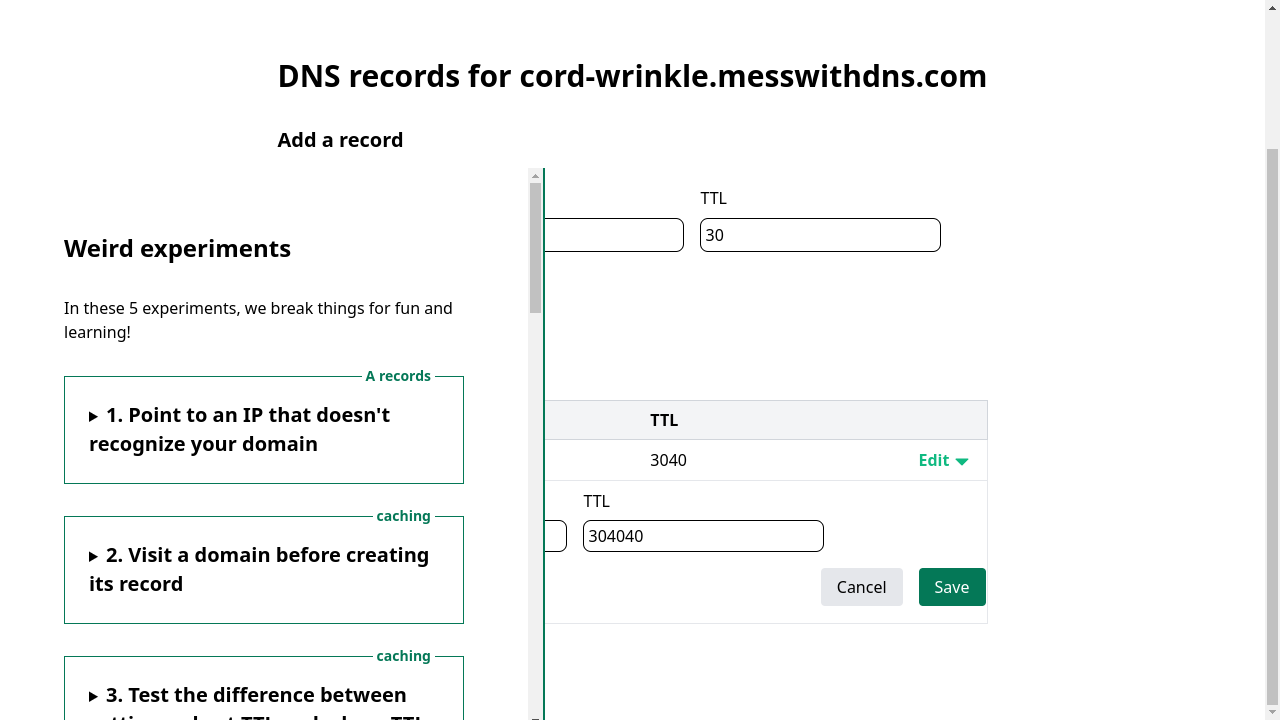 DNS records for cord-wrinkle.messwithdns.com
Add a record
TTL
30
Weird experiments
In these 5 experiments, we break things for fun and
learning!
A records
1. Point to an IP that doesn't
recognize your domain
TTL
3040
Edit
TTL
304040
Cancel
Save
caching
2. Visit a domain before creating
its record
caching
3. Test the difference between